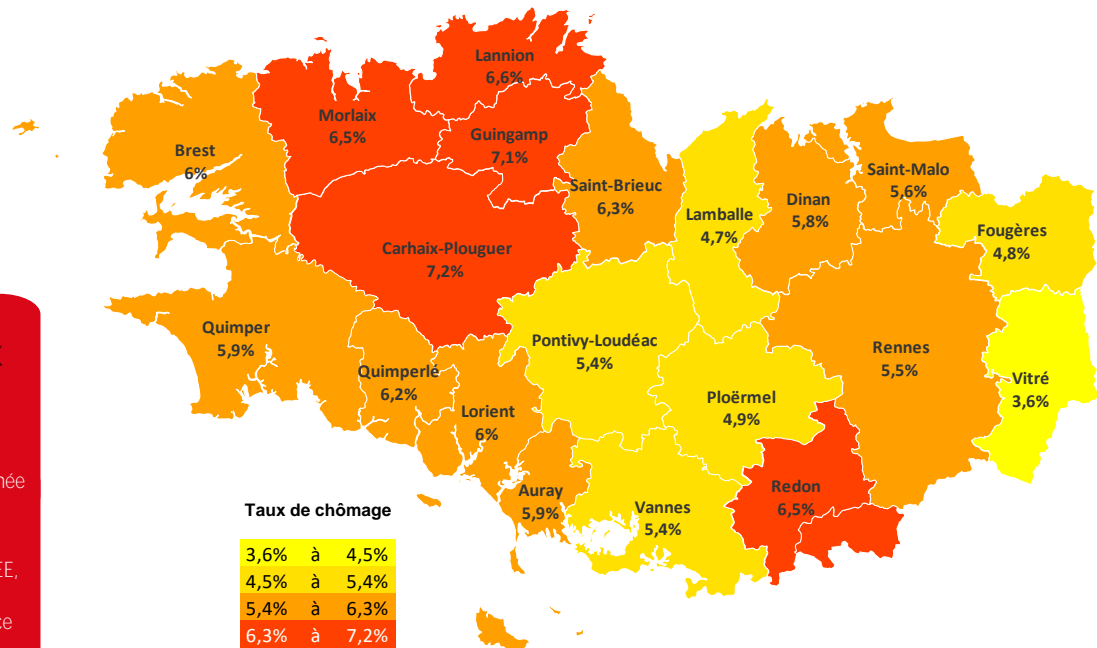 Lannion
6,6%
Morlaix
6,5%
Guingamp
7,1%
Brest
6%
Saint-Brieuc
6,3%
Saint-Malo
5,6%
Dinan
5,8%
Lamballe
4,7%
Fougères
4,8%
Carhaix-Plouguer
7,2%
Quimper
5,9%
Pontivy-Loudéac
5,4%
Rennes
5,5%
Vitré
3,6%
Quimperlé
6,2%
Ploërmel
4,9%
Lorient
6%
Redon
6,5%
Auray
5,9%
Vannes
5,4%
Taux de chômage
3,6% à 4,5%
4,5% à 5,4%
5,4% à 6,3%
6,3% à 7,2%